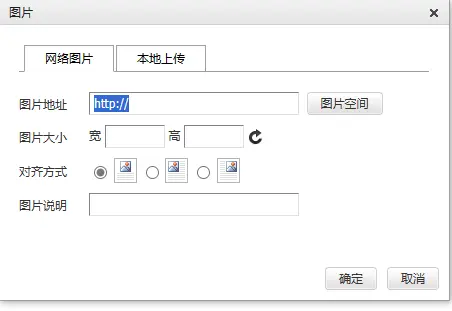 图片
网络图片 本地上传
图片地址 http:// 图片空间
图片大小 宽 高
对齐方式
图片说明
确定 取消